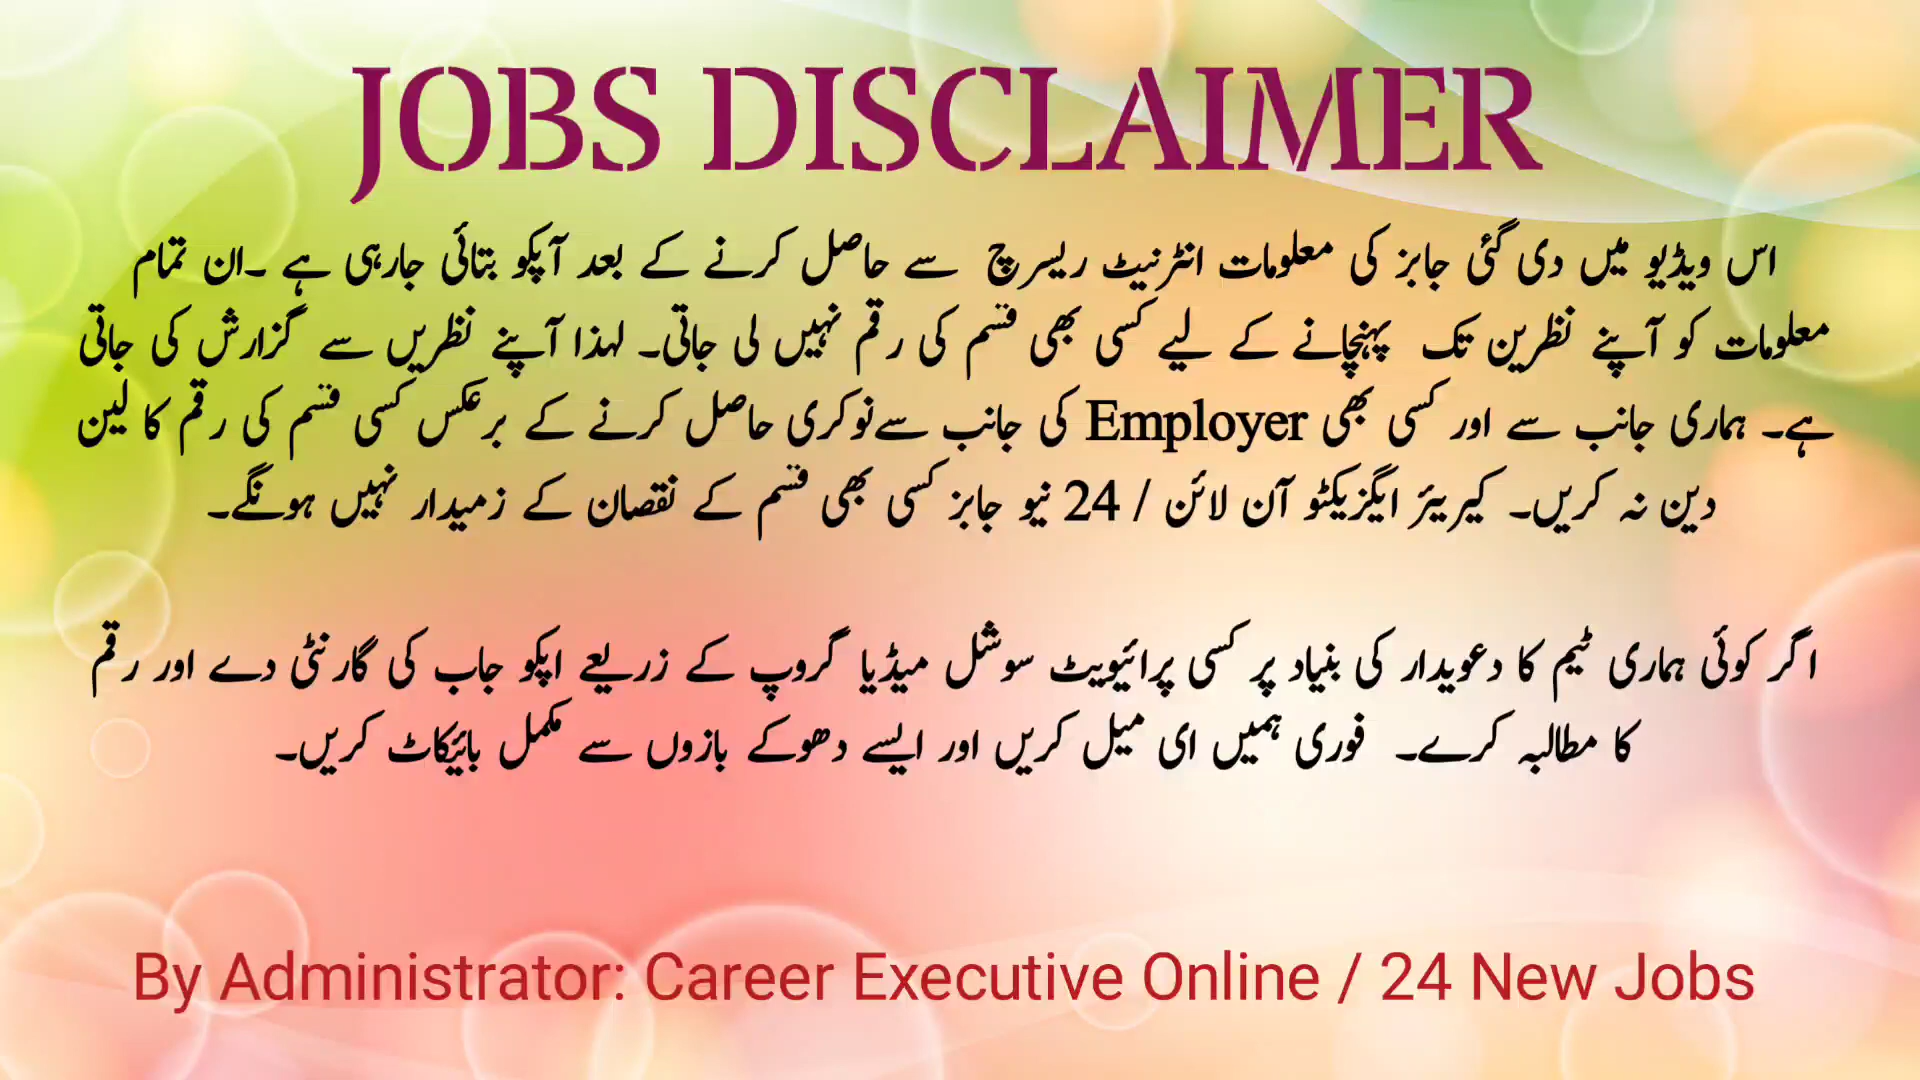 JOBS DISCLAIMER
اس ویڈیو میں دی گئی جابز کی معلومات انٹرنیٹ ریسرچ سے حاصل کرنے کے بعد آپکو بتائی جارہی ہے ۔ان تمام
معلومات کو آپنے نظرین تک پہنچانے کے لیے کسی بھی قسم کی رقم نہیں لی جاتی۔ لہذا آپنے نظریں سے گزارش کی جاتی
ہے۔ ہماری جانب سے اور کسی بھی Employer کی جانب سےنوکری حاصل کرنے کے برعکس کسی قسم کی رقم کا لین
دین نہ کریں۔ کیریئر ایگزیکٹو آن لائن / 24 نیو جابز کسی بھی قسم کے نقصان کے زمیدار نہیں ہونگے۔
اگر کوئی ہماری ٹیم کا دعویدار کی بنیاد پر کسی پرائیویٹ سوشل میڈیا گروپ کے زریعے اپکو جاب کی گارنٹی دے اور رقم
کا مطالبہ کرے۔ فوری ہمیں ای میل کریں اور ایسے دھوکے بازوں سے مکمل بائیکاٹ کریں۔
By Administrator: Career Executive Online / 24 New Jobs